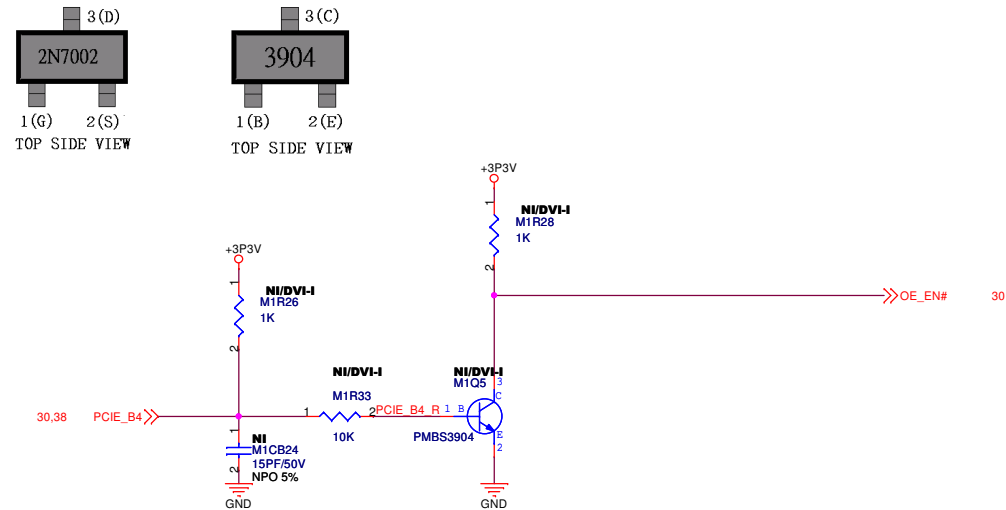 3(D)
2N7002
1(G) 2(S)
TOP SIDE VIEW
3(C)
3904
1(B) 2(E)
TOP SIDE VIEW
+3P3V
1
NI/DVI-I
M1R28
1K
2
+3P3V
1
NI/DVI-I
M1R26
1K
2
OE_EN# 30
NI/DVI-I
M1R33
1 2
10K
PCIE_B4_R
NI/DVI-I
M1Q5
3
C
1 B
PMBS3904
E
2
30,38 PCIE_B4
1
NI
M1CB24
15PF/50V
2 NPO 5%
GND
GND